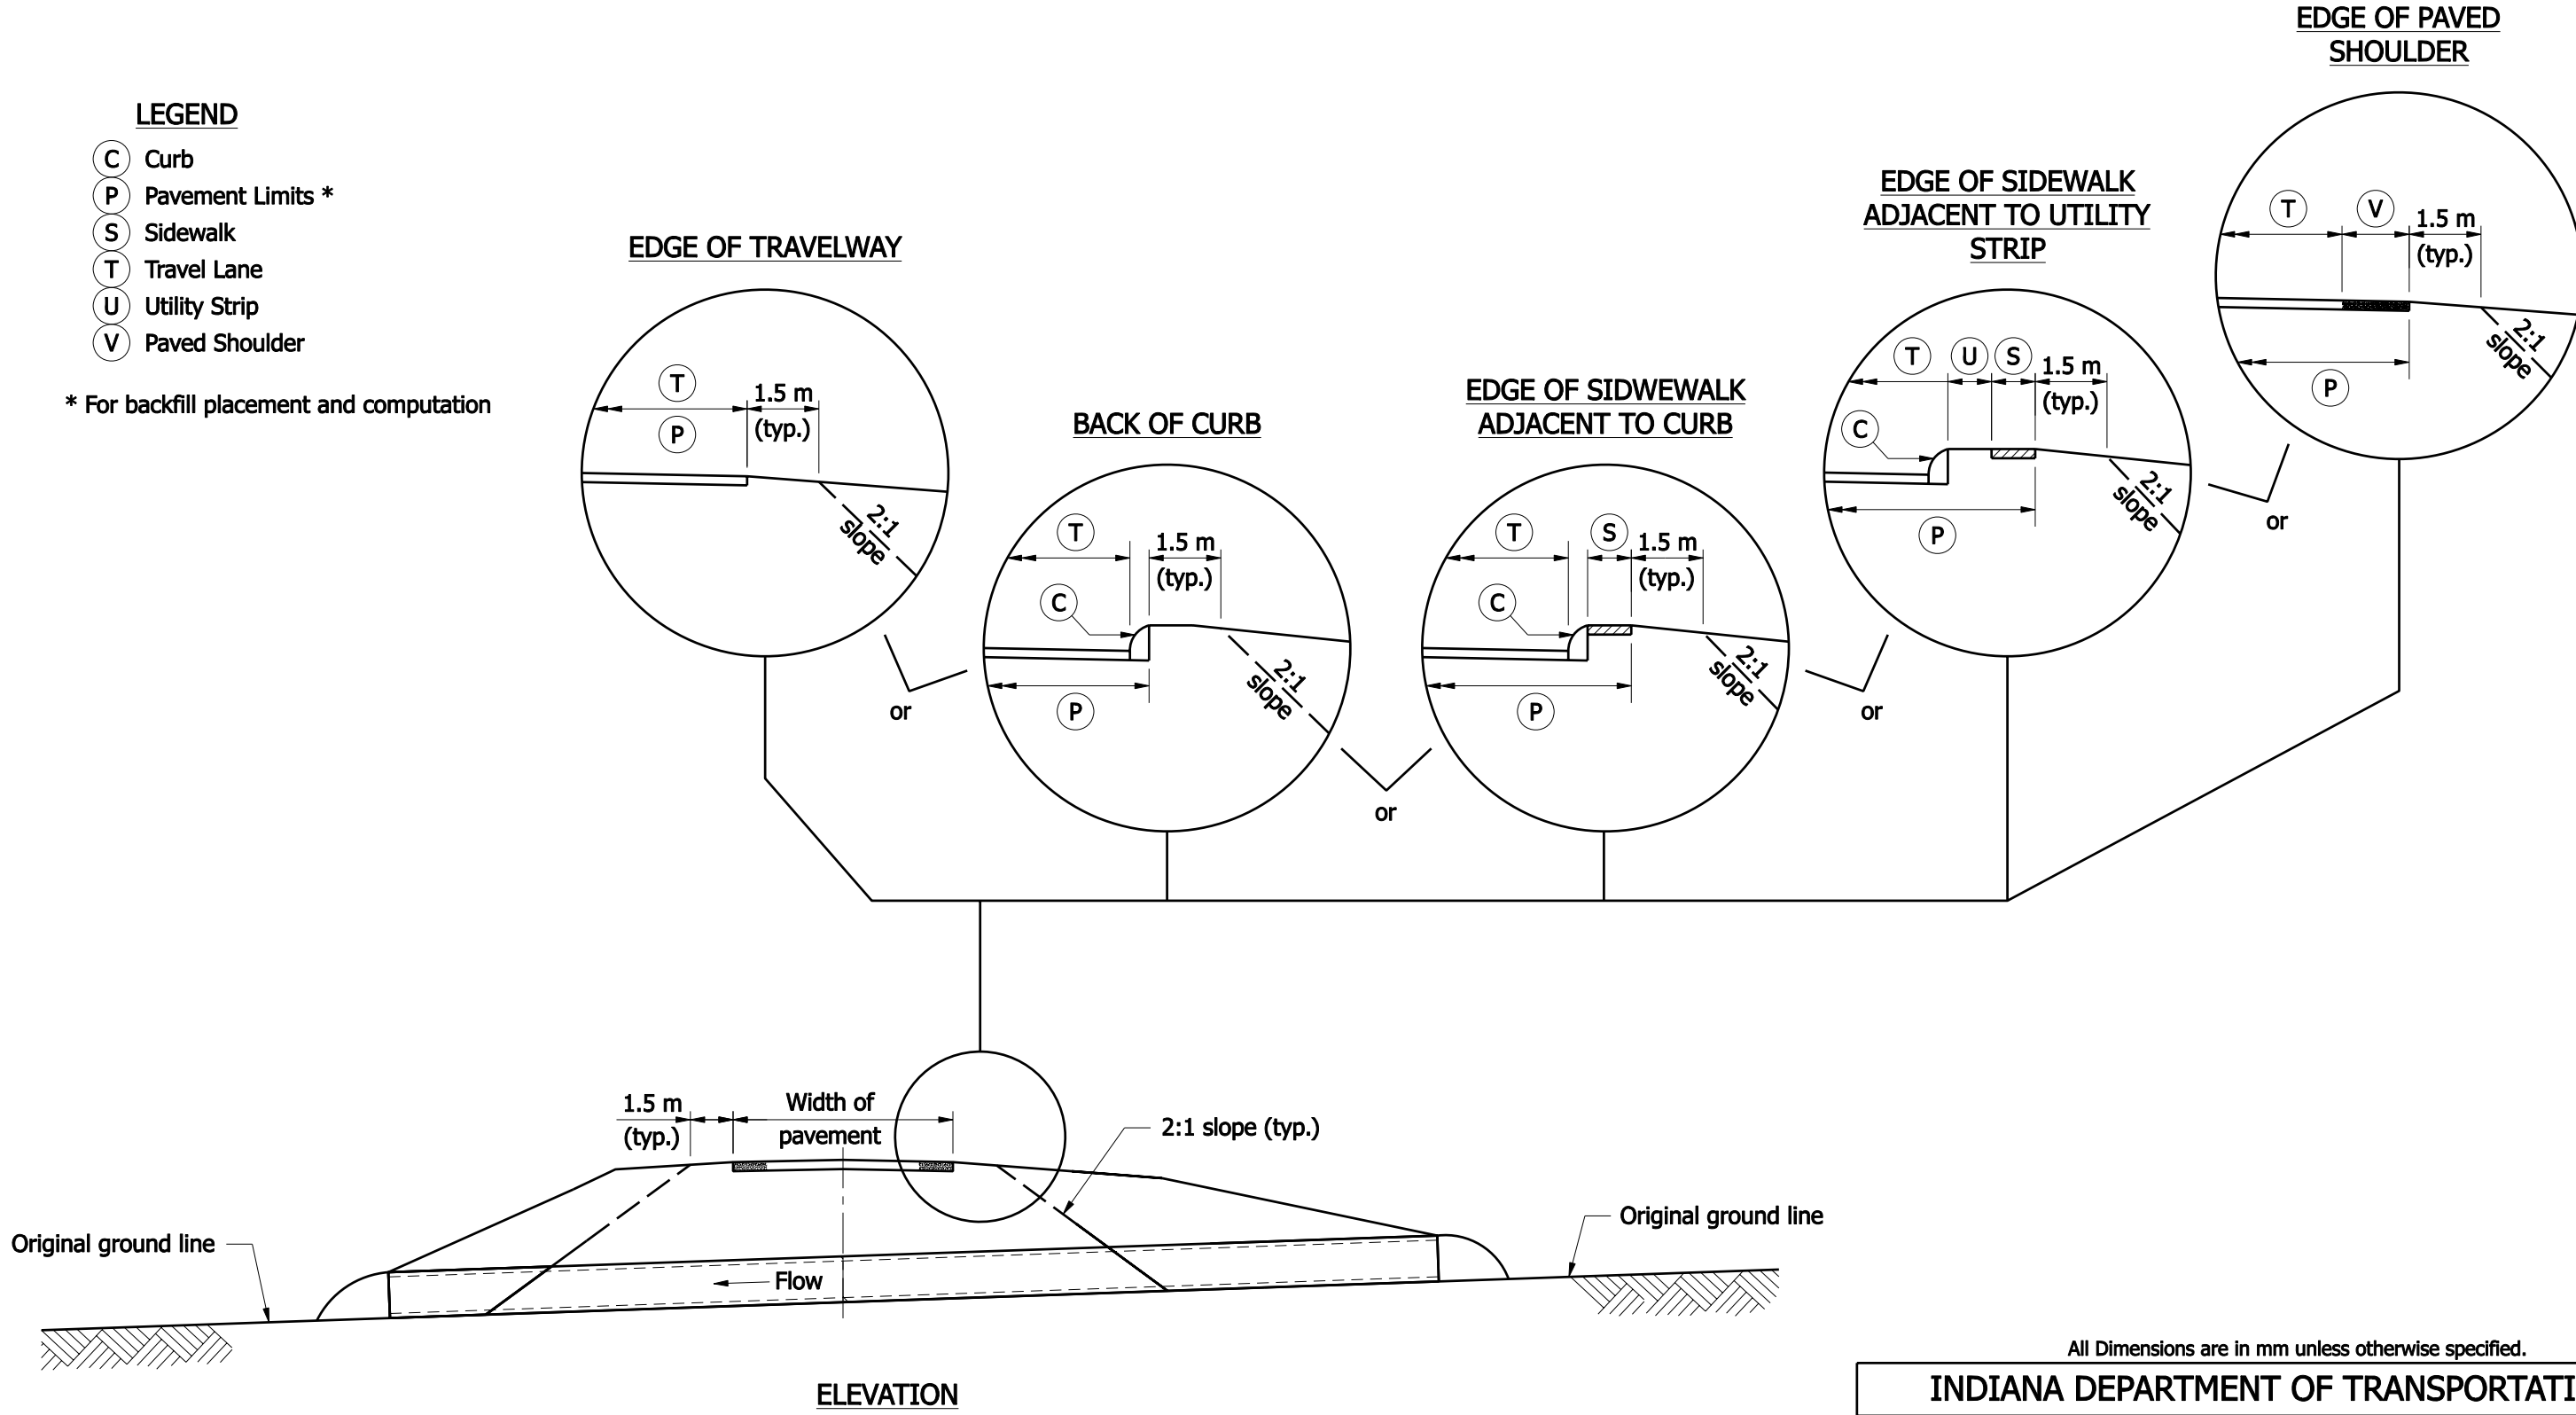 EDGE OF PAVED
SHOULDER
LEGEND
C Curb
P Pavement Limits *
S Sidewalk
T Travel Lane
U Utility Strip
V Paved Shoulder
* For backfill placement and computation
EDGE OF TRAVELWAY
T
1.5 m
(typ.)
P
2:1
slope
or
BACK OF CURB
T
1.5 m
(typ.)
C
P
2:1
slope
or
EDGE OF SIDWEWALK
ADJACENT TO CURB
T
S
1.5 m
(typ.)
C
P
2:1
slope
or
EDGE OF SIDEWALK
ADJACENT TO UTILITY
STRIP
T
U
S
1.5 m
(typ.)
C
P
2:1
slope
or
T
V
1.5 m
(typ.)
P
2:1
slope
1.5 m
(typ.)
Width of
pavement
2:1 slope (typ.)
Original ground line
Original ground line
Flow
ELEVATION
All Dimensions are in mm unless otherwise specified.
INDIANA DEPARTMENT OF TRANSPORTATI